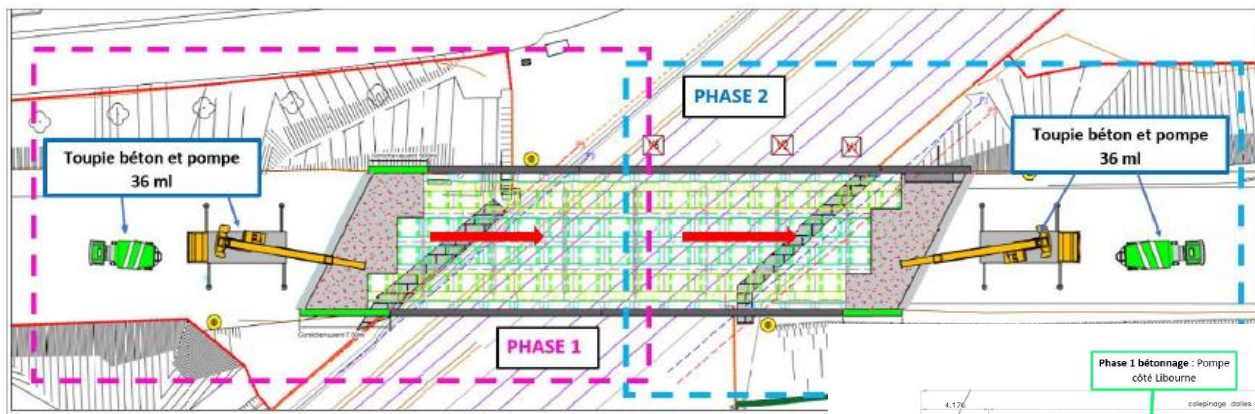 PHASE 2
Toupie béton et pompe
36 ml
Toupie béton et pompe
36 ml
PHASE 1
Phase 1 bétonnage : Pompe
côté Libourne
4.176
calepinage dalles